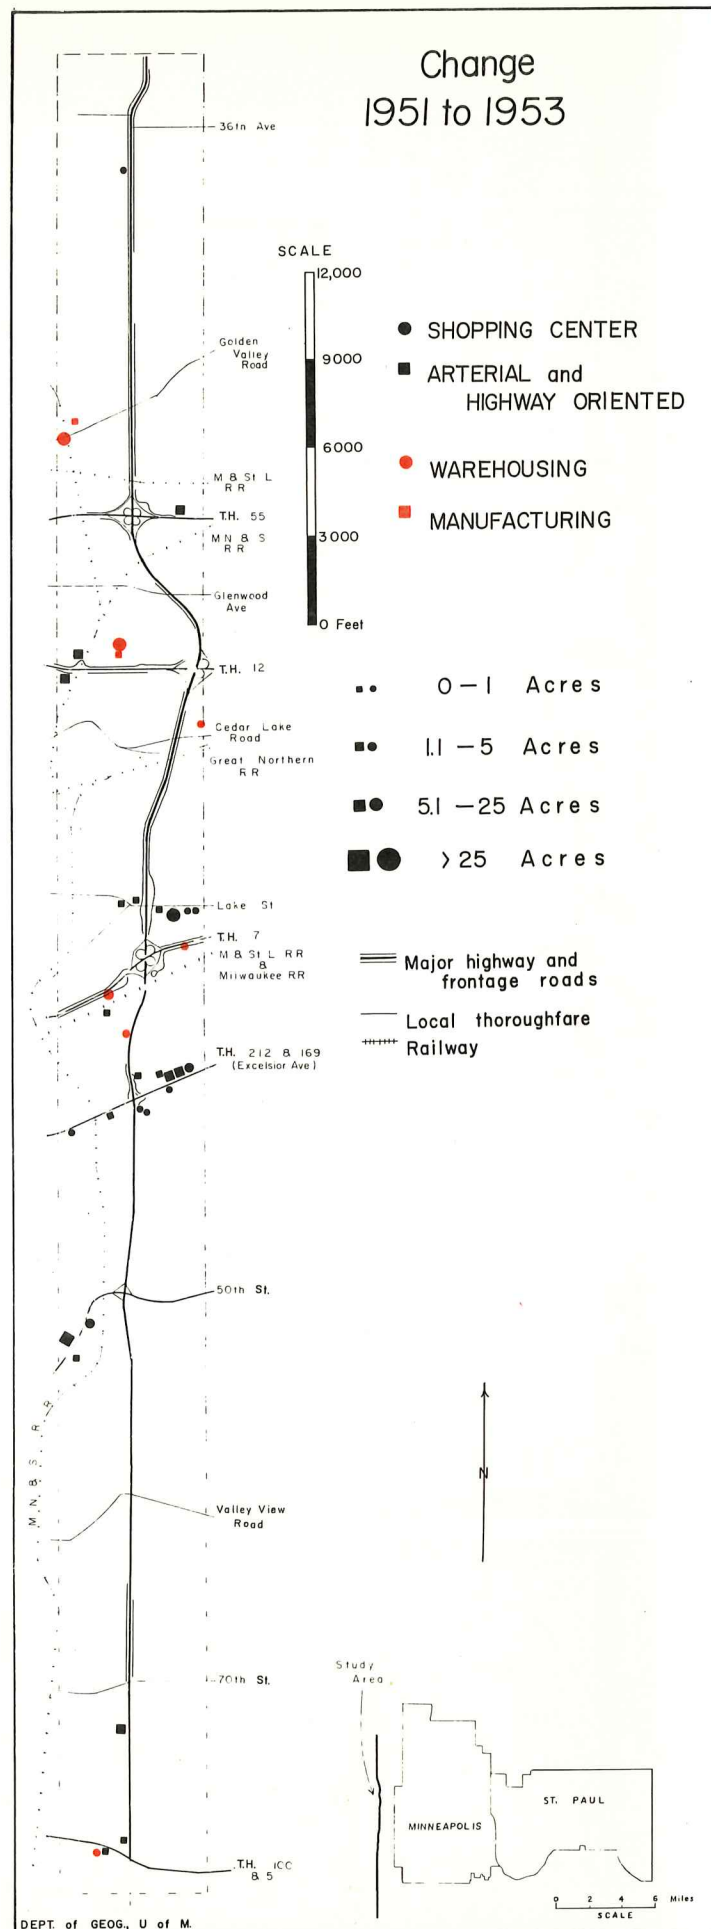 Change
1951 to 1953
36th Ave
SCALE
12,000
9000
6000
3000
0 Feet
Golden
Valley
Road
SHOPPING CENTER
ARTERIAL and
HIGHWAY ORIENTED
WAREHOUSING
MANUFACTURING
M & St L
RR
T.H. 55
MN & S
RR
Glenwood
Ave
T.H. 12
Cedar Lake
Road
Great Northern
RR
0 – 1 Acres
1.1 – 5 Acres
5.1 – 25 Acres
> 25 Acres
Lake St
T.H. 7
M & St L RR
&
Milwaukee RR
Major highway and
frontage roads
Local thoroughfare
Railway
T.H. 212 & 169
(Excelsior Ave)
50th St.
M. N. & S. R R
N
Valley View
Road
70th St.
Study
Area
MINNEAPOLIS
ST. PAUL
T.H. 100
& 5
0 2 4 6 Miles
SCALE
DEPT. of GEOG., U of M.